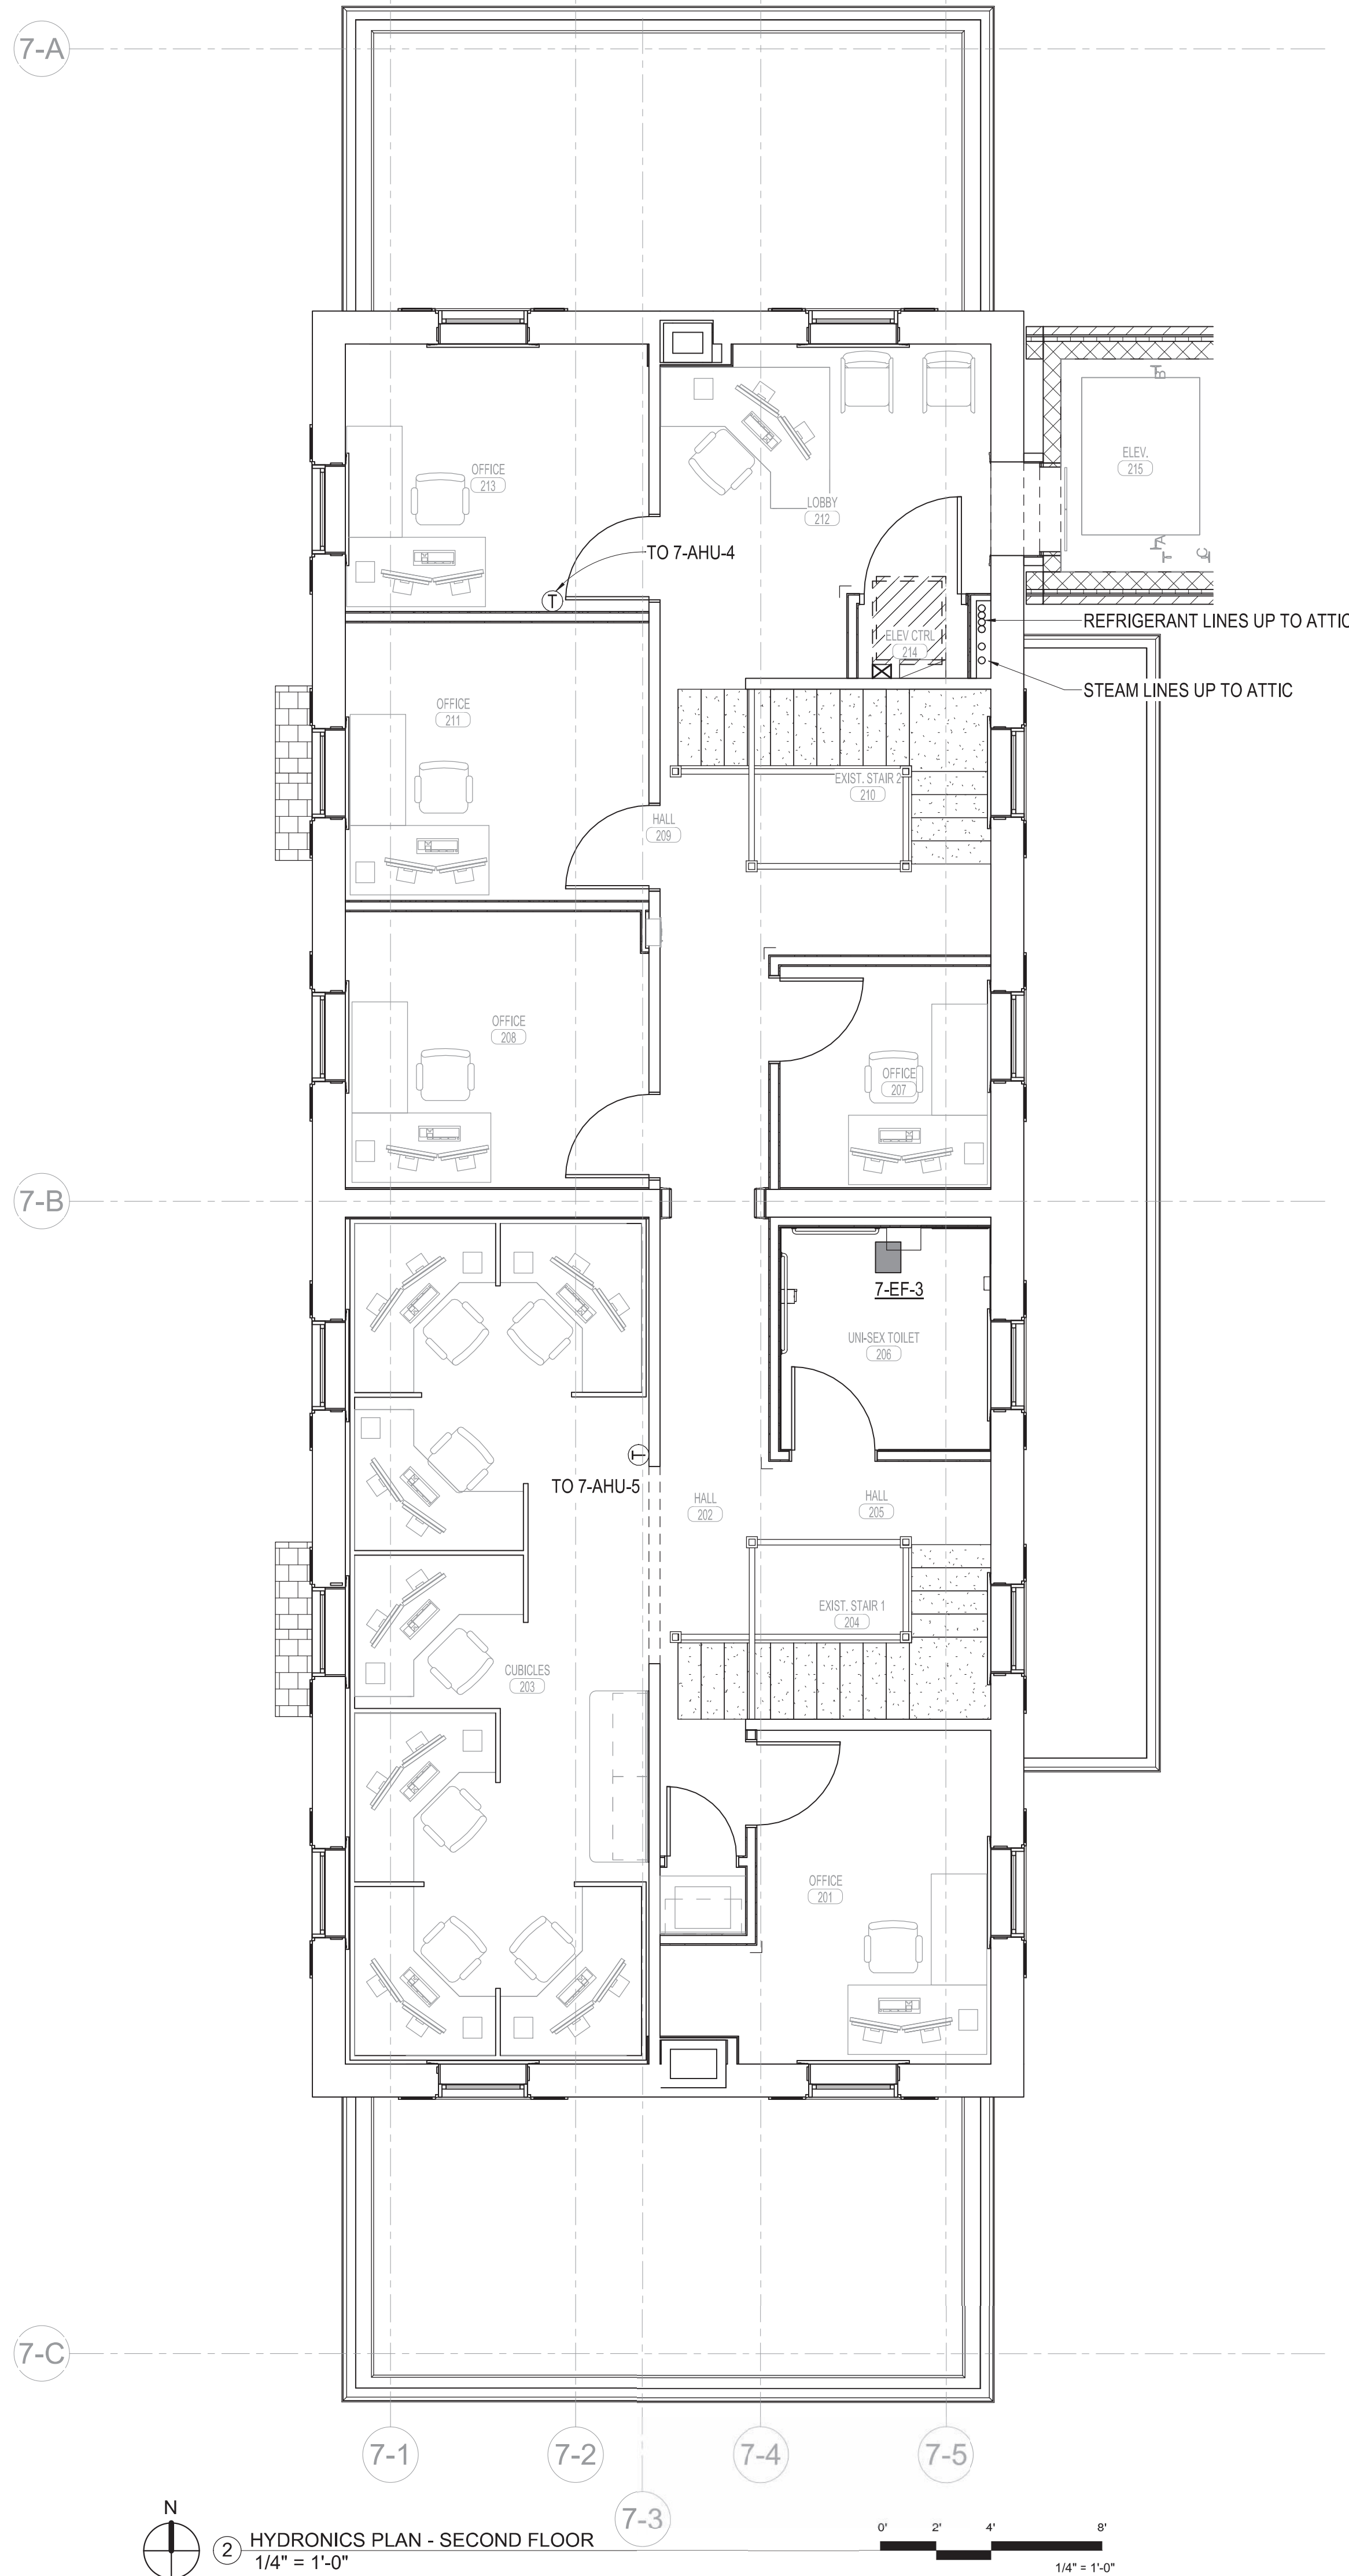 7-A
OFFICE
213
TO 7-AHU-4
T
LOBBY
212
ELEV.
215
B
A
C
REFRIGERANT LINES UP TO ATTIC
ELEV CTRL
214
STEAM LINES UP TO ATTIC
OFFICE
211
EXIST. STAIR 2
210
HALL
209
OFFICE
208
OFFICE
207
7-B
7-EF-3
UNI-SEX TOILET
206
T
TO 7-AHU-5
HALL
202
HALL
205
EXIST. STAIR 1
204
CUBICLES
203
OFFICE
201
7-C
7-1
7-2
7-3
7-4
7-5
N
2
HYDRONICS PLAN - SECOND FLOOR
1/4" = 1'-0"
0' 2' 4' 8'
1/4" = 1'-0"